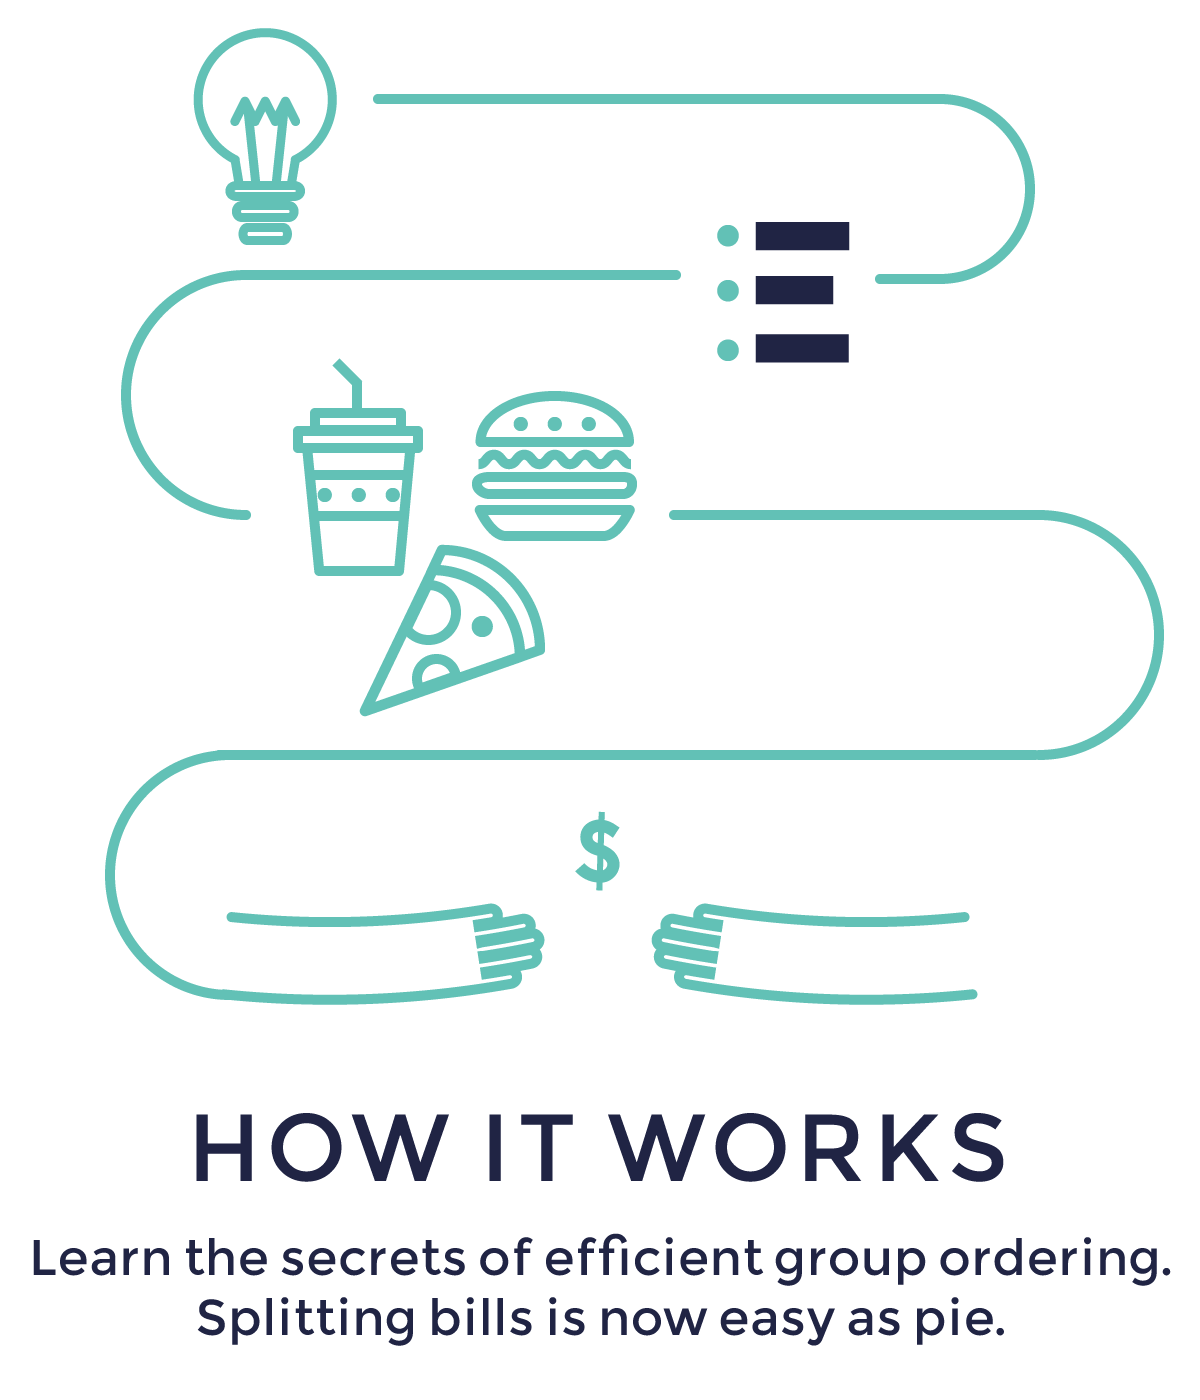 $
HOW IT WORKS
Learn the secrets of efficient group ordering.
Splitting bills is now easy as pie.